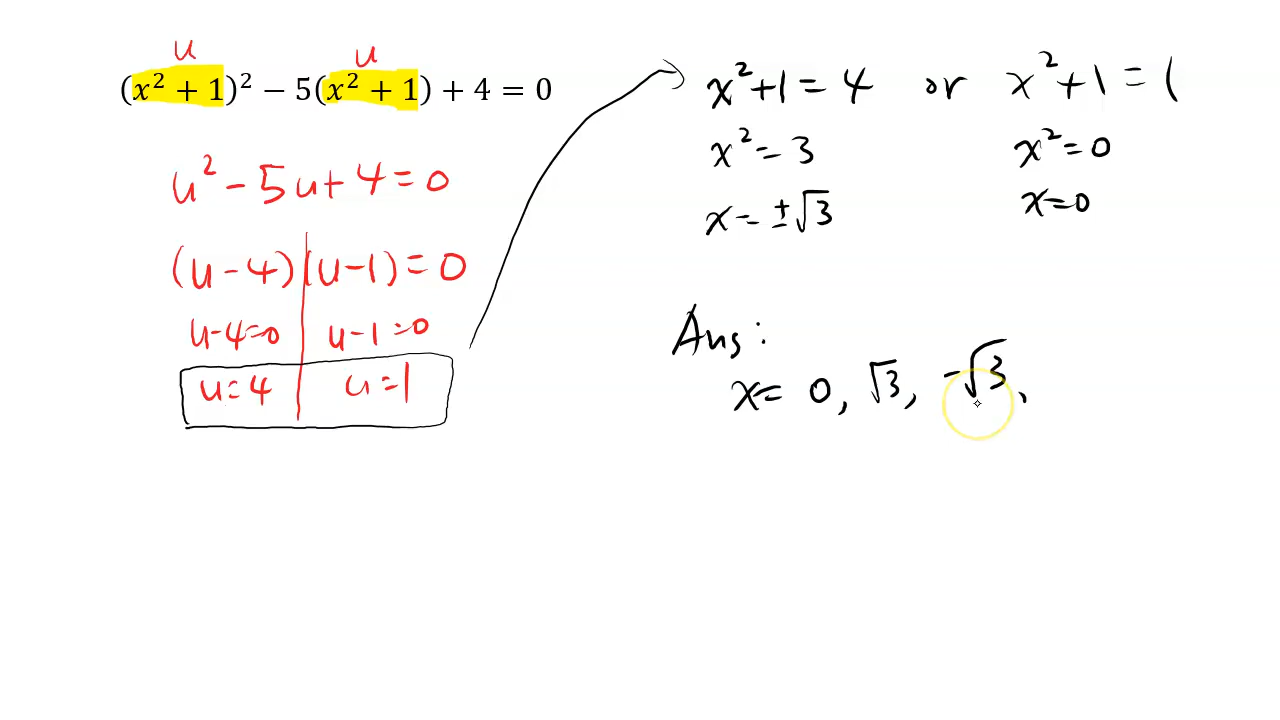 u u
(x² + 1)² − 5(x² + 1) + 4 = 0
u² - 5u + 4 = 0
(u - 4)(u - 1) = 0
u-4=0 u-1=0
u=4 u=1
x²+1=4 or x²+1=1
x²=3 x²=0
x=±√3 x=0
Ans:
x= 0, √3, -√3,